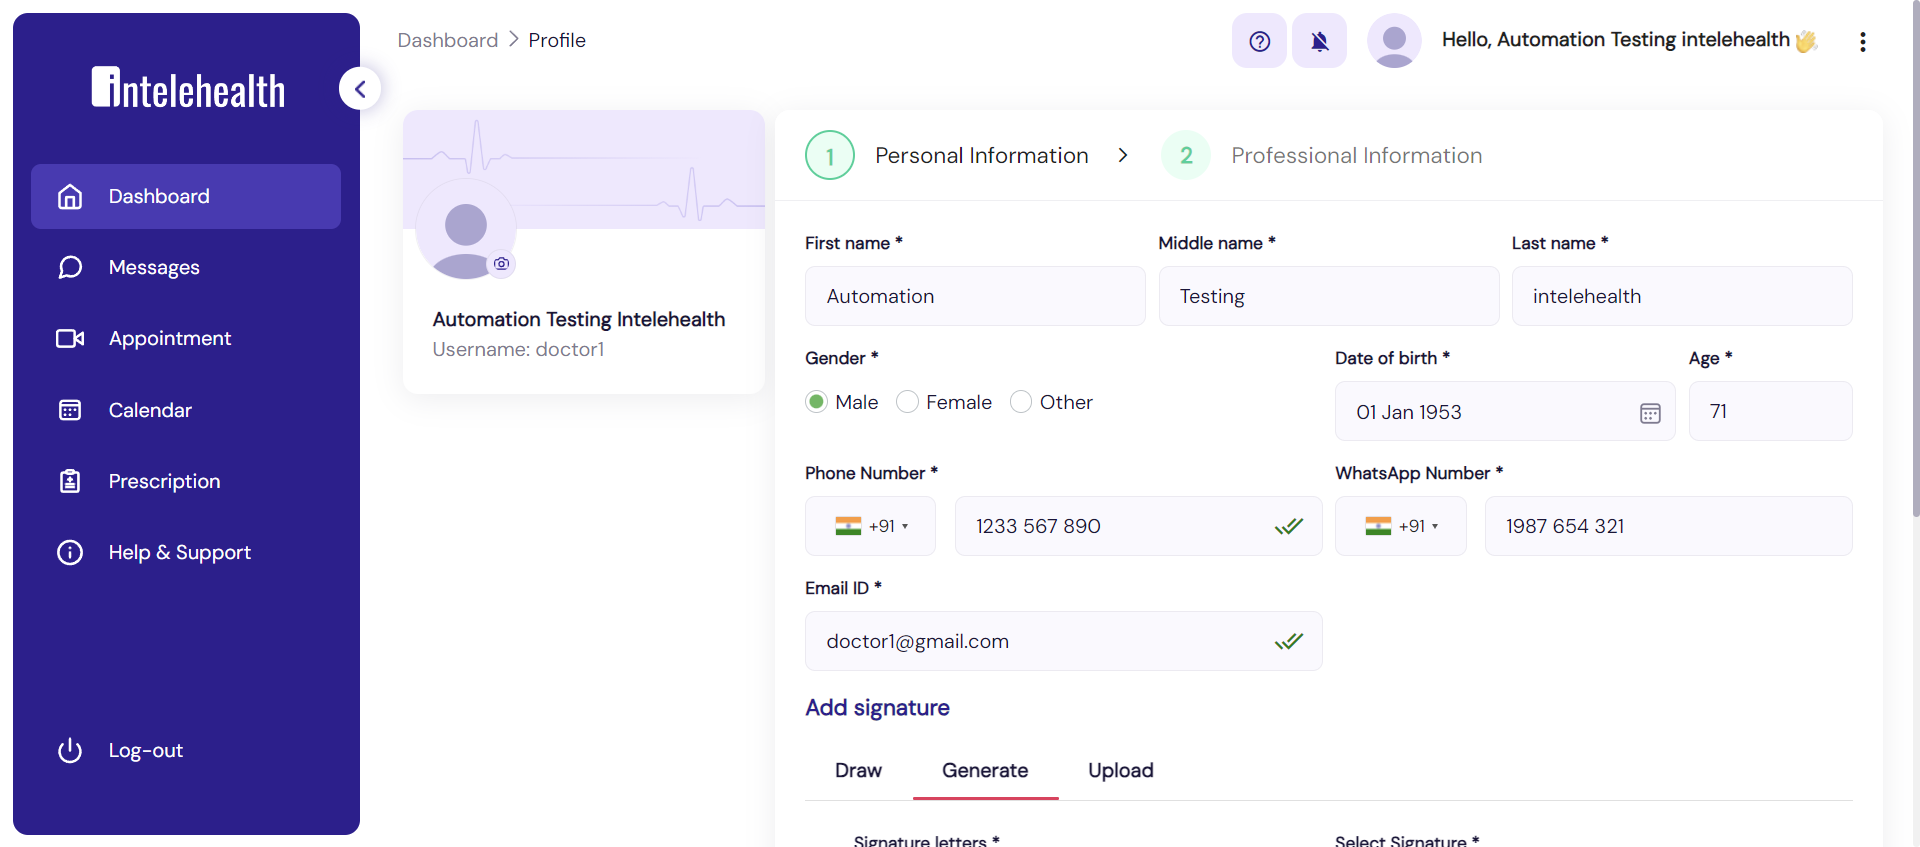 intelehealth
Dashboard
Messages
Appointment
Calendar
Prescription
Help & Support
Log-out
Dashboard > Profile
Hello, Automation Testing intelehealth 👋
Automation Testing Intelehealth
Username: doctor1
1 Personal Information > 2 Professional Information
First name * Middle name * Last name *
Automation Testing intelehealth
Gender * Date of birth * Age *
Male Female Other 01 Jan 1953 71
Phone Number * WhatsApp Number *
+91 1233 567 890 +91 1987 654 321
Email ID *
doctor1@gmail.com
Add signature
Draw Generate Upload
Signature letters * Select Signature *